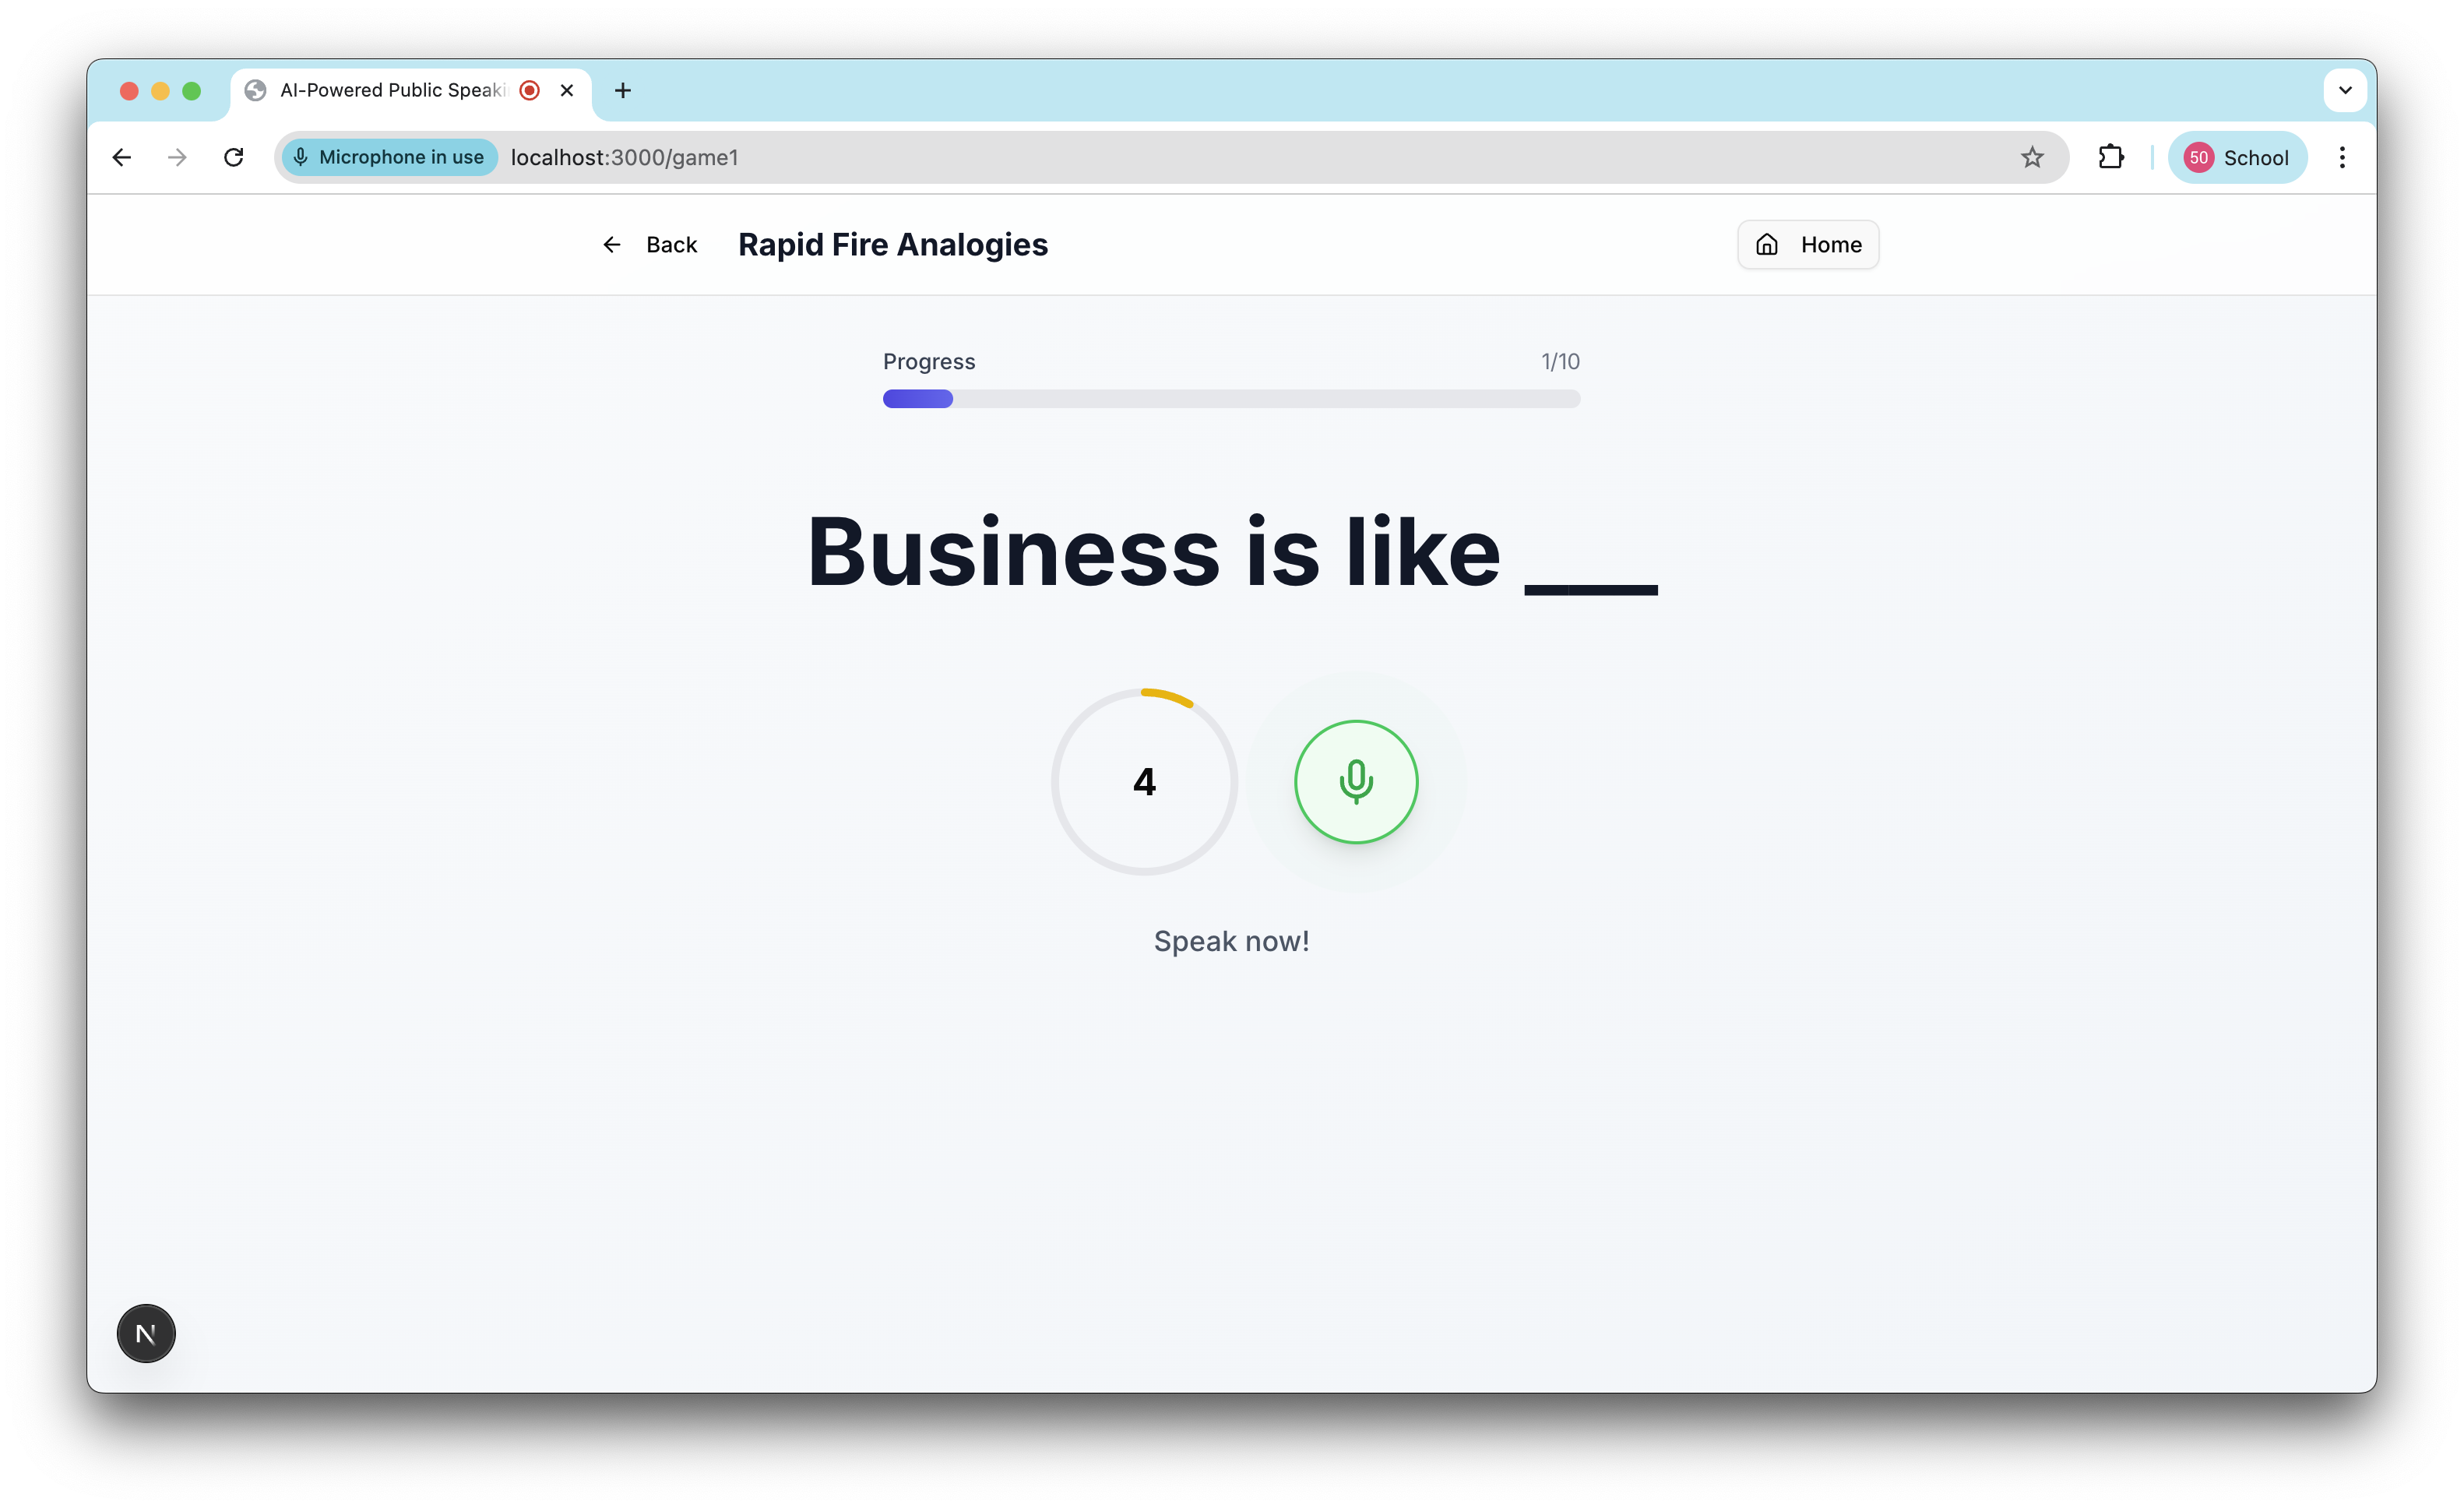 AI-Powered Public Speaki
Microphone in use
localhost:3000/game1
50
School
Back
Rapid Fire Analogies
Home
Progress
1/10
Business is like ___
4
Speak now!
N